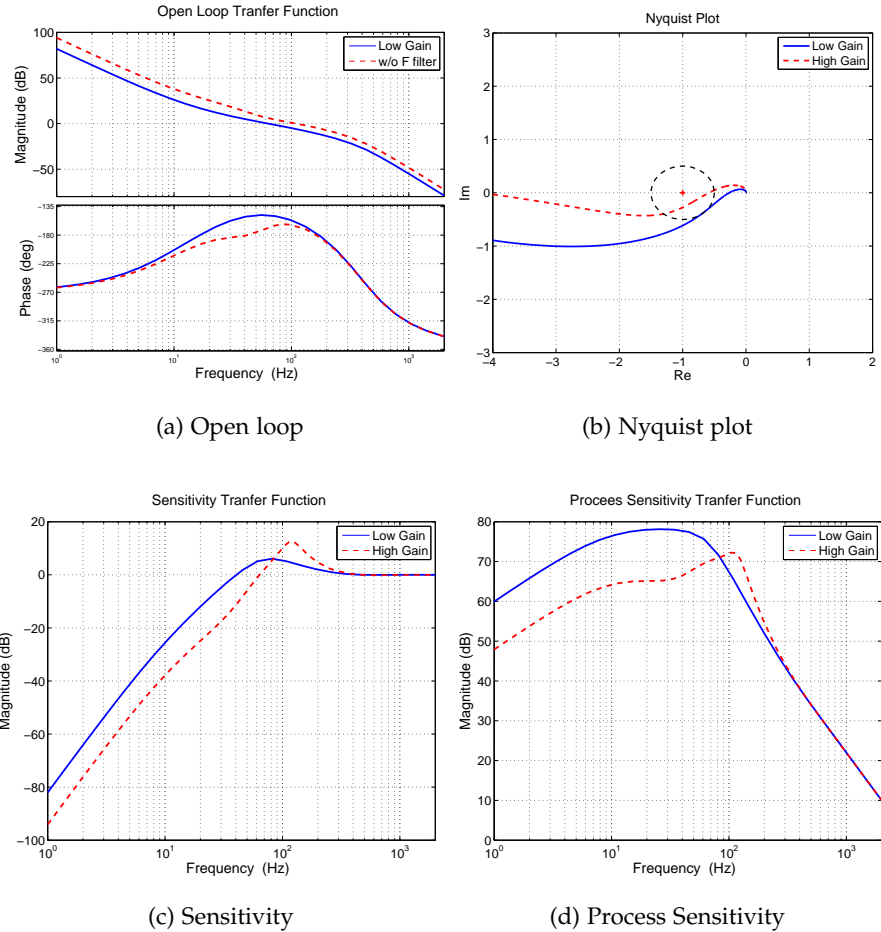 Open Loop Tranfer Function
100
50
0
−50
Magnitude (dB)
Low Gain
w/o F filter
-135
-180
-225
-270
-315
-360
Phase (deg)
10^0
10^1
10^2
10^3
Frequency (Hz)
(a) Open loop
Nyquist Plot
3
2
1
0
−1
−2
−3
Im
Low Gain
High Gain
−4
−3
−2
−1
0
1
2
Re
(b) Nyquist plot
Sensitivity Tranfer Function
20
0
−20
−40
−60
−80
−100
Magnitude (dB)
Low Gain
High Gain
10^0
10^1
10^2
10^3
Frequency (Hz)
(c) Sensitivity
Procees Sensitivity Tranfer Function
80
70
60
50
40
30
20
10
0
Magnitude (dB)
Low Gain
High Gain
10^0
10^1
10^2
10^3
Frequency (Hz)
(d) Process Sensitivity